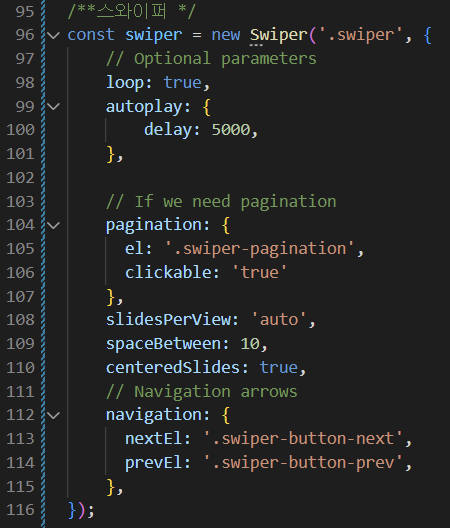 95 /**스와이퍼 */
96 const swiper = new Swiper('.swiper', {
97 // Optional parameters
98 loop: true,
99 autoplay: {
100 delay: 5000,
101 },
102
103 // If we need pagination
104 pagination: {
105 el: '.swiper-pagination',
106 clickable: 'true'
107 },
108 slidesPerView: 'auto',
109 spaceBetween: 10,
110 centeredSlides: true,
111 // Navigation arrows
112 navigation: {
113 nextEl: '.swiper-button-next',
114 prevEl: '.swiper-button-prev',
115 },
116 });